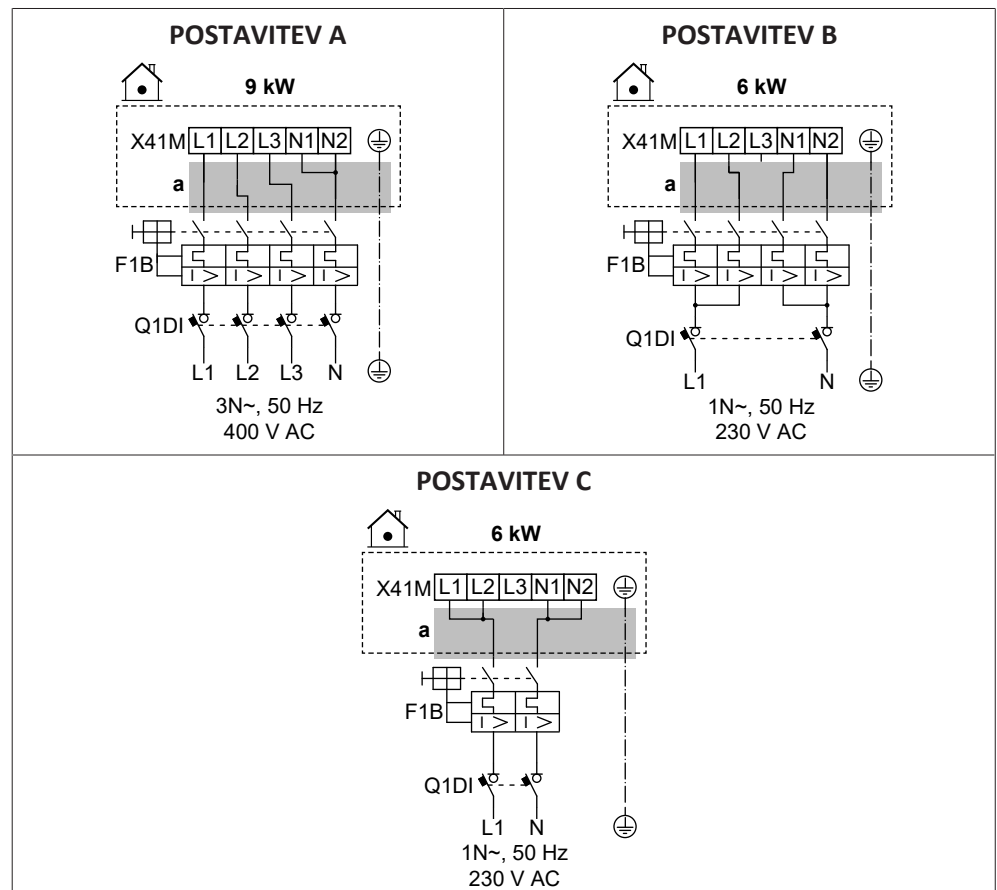 POSTAVITEV A
9 kW
X41M L1 L2 L3 N1 N2
a
F1B
I > I > I > I >
Q1DI
L1 L2 L3 N
3N~, 50 Hz
400 V AC
POSTAVITEV B
6 kW
X41M L1 L2 L3 N1 N2
a
F1B
I > I > I > I >
Q1DI
L1 N
1N~, 50 Hz
230 V AC
POSTAVITEV C
6 kW
X41M L1 L2 L3 N1 N2
a
F1B
I > I >
Q1DI
L1 N
1N~, 50 Hz
230 V AC